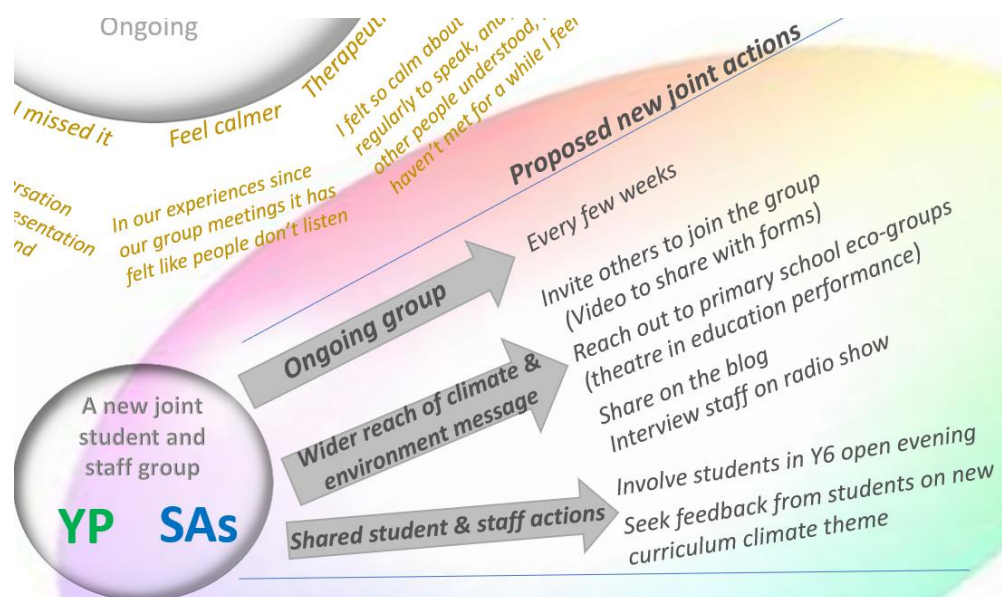 Ongoing
I missed it
Feel calmer
Therapeuti
I felt so calm about
regularly to speak, and
other people understood,
haven't met for a while I feel
rsation
esentation
nd
In our experiences since
our group meetings it has
felt like people don't listen
Proposed new joint actions
Ongoing group
Every few weeks
Wider reach of climate &
environment message
Invite others to join the group
(Video to share with forms)
Reach out to primary school eco-groups
(theatre in education performance)
Share on the blog
Interview staff on radio show
Shared student & staff actions
Involve students in Y6 open evening
Seek feedback from students on new
curriculum climate theme
A new joint
student and
staff group
YP SAs